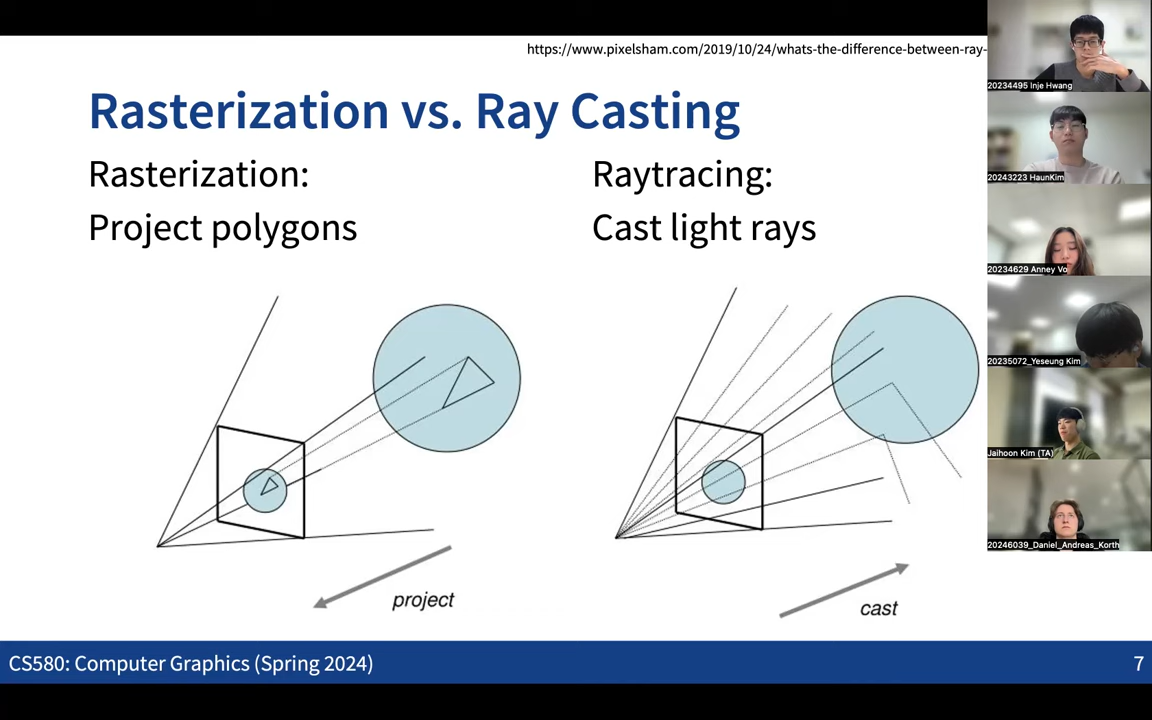 https://www.pixelsham.com/2019/10/24/whats-the-difference-between-ray-
Rasterization vs. Ray Casting
Rasterization:
Project polygons
Raytracing:
Cast light rays
project
cast
CS580: Computer Graphics (Spring 2024)
7
20234495 Inje Hwang
20243223 HaunKim
20234629 Anney Vo
20235072_Yeseung Kim
Jaihoon Kim (TA)
20246039_Daniel_Andreas_Korth